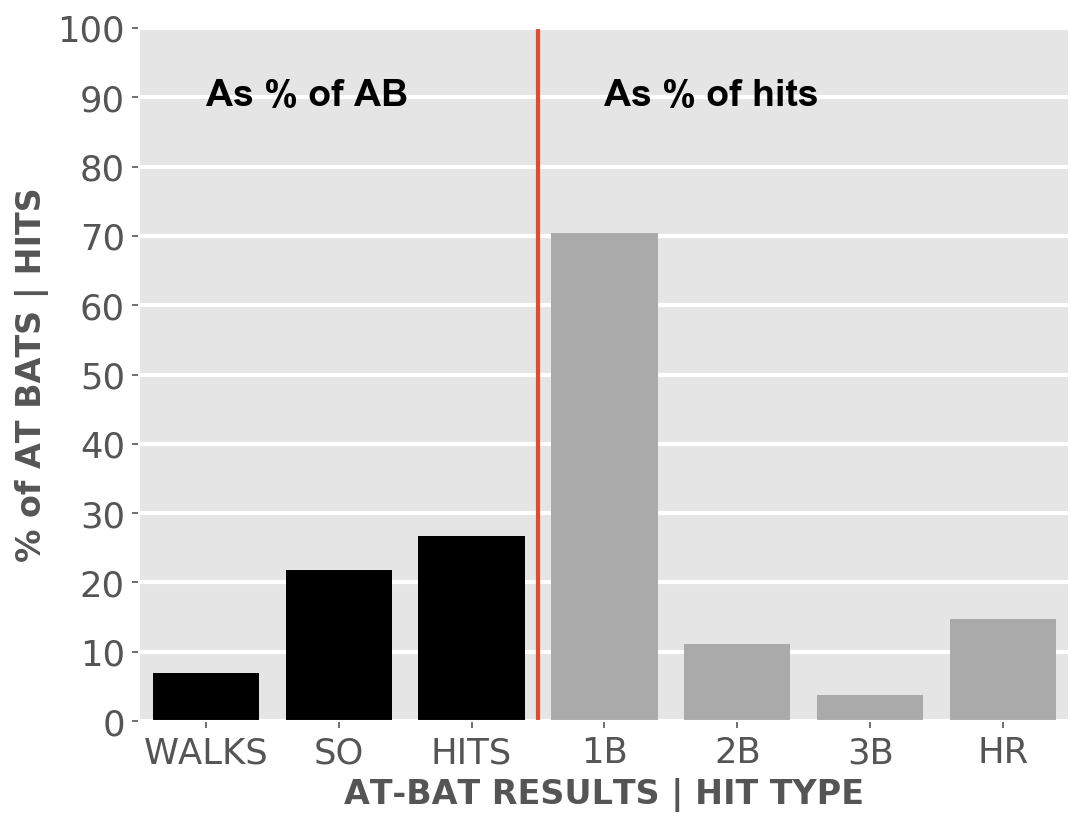 % of AT BATS | HITS
100
90
80
70
60
50
40
30
20
10
0
As % of AB
As % of hits
WALKS SO HITS 1B 2B 3B HR
AT-BAT RESULTS | HIT TYPE